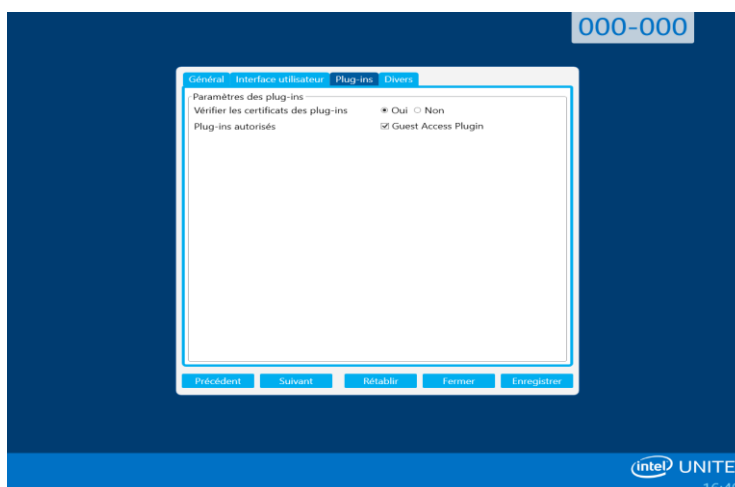 000-000
Général Interface utilisateur Plug-ins Divers
Paramètres des plug-ins
Vérifier les certificats des plug-ins Oui Non
Plug-ins autorisés Guest Access Plugin
Précédent Suivant Rétablir Fermer Enregistrer
intel UNITE